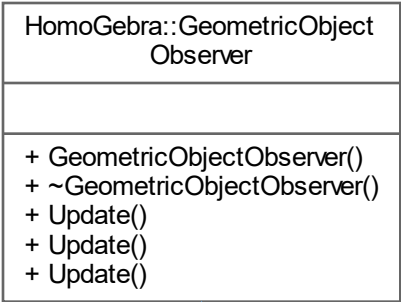 HomoGebra::GeometricObject
Observer
+ GeometricObjectObserver()
+ ~GeometricObjectObserver()
+ Update()
+ Update()
+ Update()